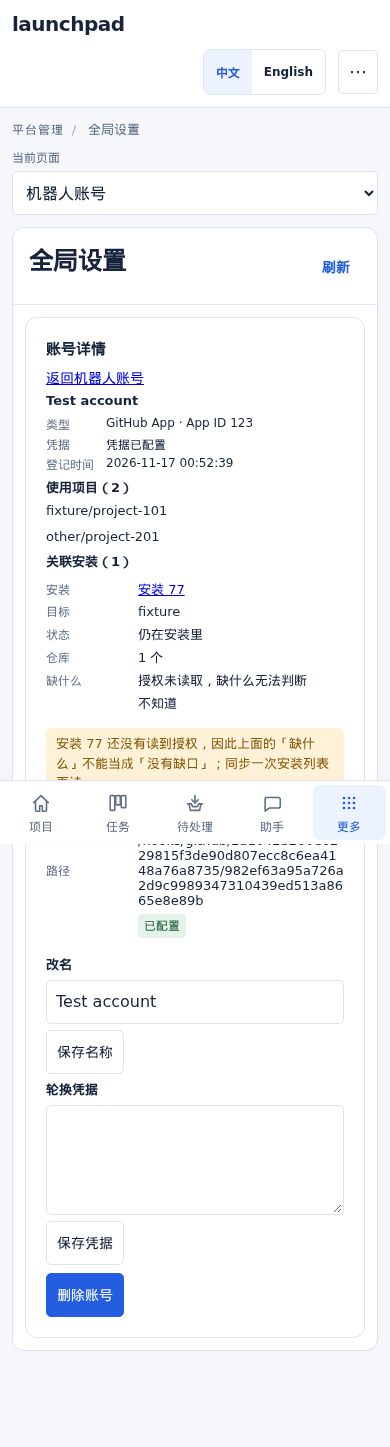 launchpad
中文
English
···
平台管理 / 全局设置
当前页面
机器人账号
全局设置
刷新
账号详情
返回机器人账号
Test account
类型 GitHub App · App ID 123
凭据 凭据已配置
登记时间 2026-11-17 00:52:39
使用项目（2）
fixture/project-101
other/project-201
关联安装（1）
安装 安装 77
目标 fixture
状态 仍在安装里
仓库 1 个
缺什么 授权未读取，缺什么无法判断
不知道
安装 77 还没有读到授权，因此上面的「缺什
么」不能当成「没有缺口」；同步一次安装列表
项目
任务
待处理
助手
更多
29815f3de90d807ecc8c6ea41
路径 48a76a8735/982ef63a95a726a
2d9c9989347310439ed513a86
65e8e89b
已配置
改名
Test account
保存名称
轮换凭据
保存凭据
删除账号